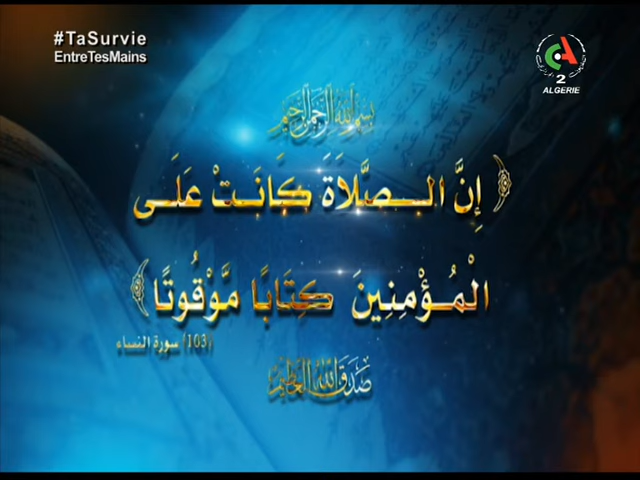 #TaSurvie
EntreTesMains
2
ALGERIE
بسم الله الرحمن الرحيم
﴿ إِنَّ الـصَّلَاةَ كَانَتْ عَلَى
الْمُؤْمِنِينَ كِتَابًا مَّوْقُوتًا ﴾
(103) سورة النساء
صدق الله العظيم